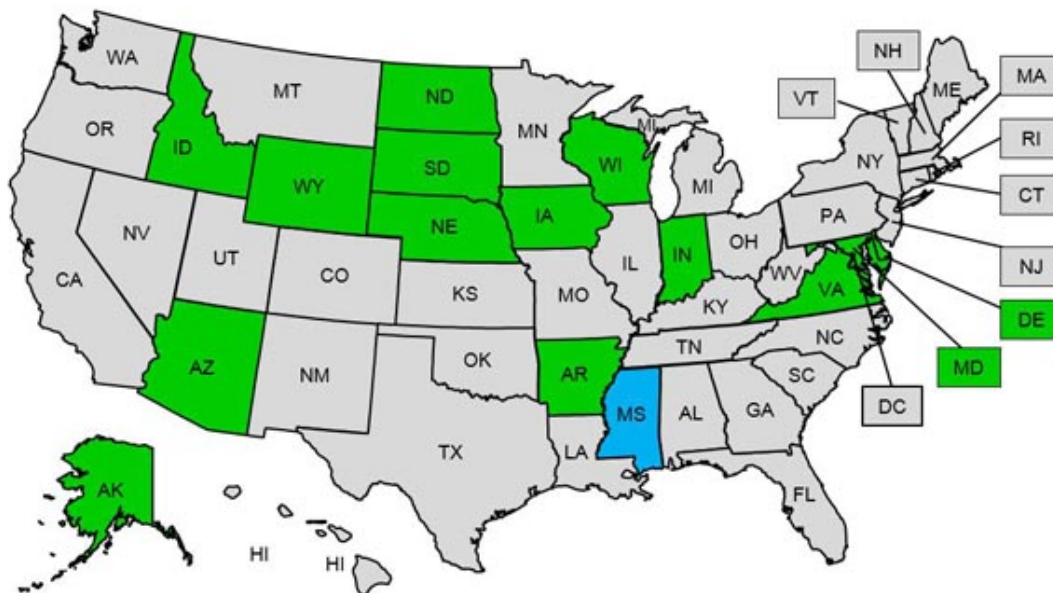 WA
MT
ND
MN
OR
ID
WY
SD
WI
MI
MI
NH
VT
ME
MA
RI
CT
NY
NV
UT
NE
IA
PA
NJ
CA
CO
KS
MO
IL
IN
OH
WV
VA
KY
DE
MD
DC
AZ
NM
OK
AR
TN
NC
SC
MS
AL
GA
TX
LA
FL
AK
HI
HI